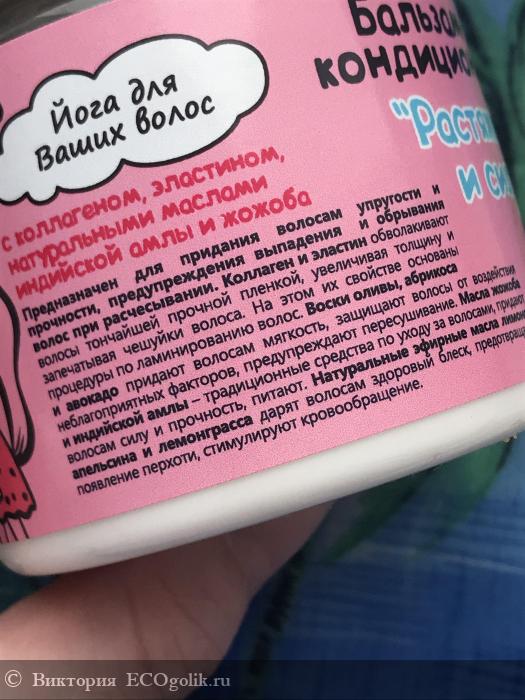 Йога для
Ваших волос
Бальзам
кондицио
"Растя
и си
с коллагеном, эластином,
натуральными маслами
индийской амлы и жожоба
Предназначен для придания волосам упругости и
прочности, предупреждения выпадения и обрывания
волос при расчесывании. Коллаген и эластин обволакивают
волосы тончайшей прочной пленкой, увеличивая толщину и
запечатывая чешуйки волоса. На этом их свойстве основаны
процедуры по ламинированию волос. Воски оливы, абрикоса
и авокадо придают волосам мягкость, защищают волосы от воздействия
неблагоприятных факторов, предупреждают пересушивание. Масла жожоба
и индийской амлы – традиционные средства по уходу за волосами, придают
волосам силу и прочность, питают. Натуральные эфирные масла лимона
апельсина и лемонграсса дарят волосам здоровый блеск, предотвращ
появление перхоти, стимулируют кровообращение.
© Виктория ECOgolik.ru